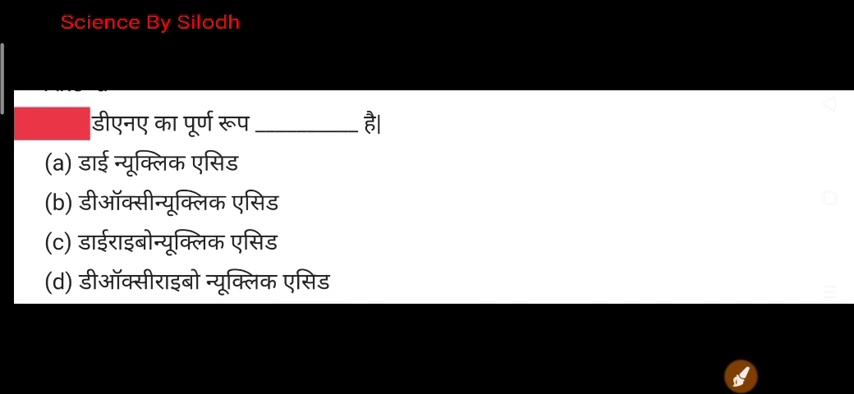 Science By Silodh
डीएनए का पूर्ण रूप __________ है|
(a) डाई न्यूक्लिक एसिड
(b) डीऑक्सीन्यूक्लिक एसिड
(c) डाईराइबोन्यूक्लिक एसिड
(d) डीऑक्सीराइबो न्यूक्लिक एसिड